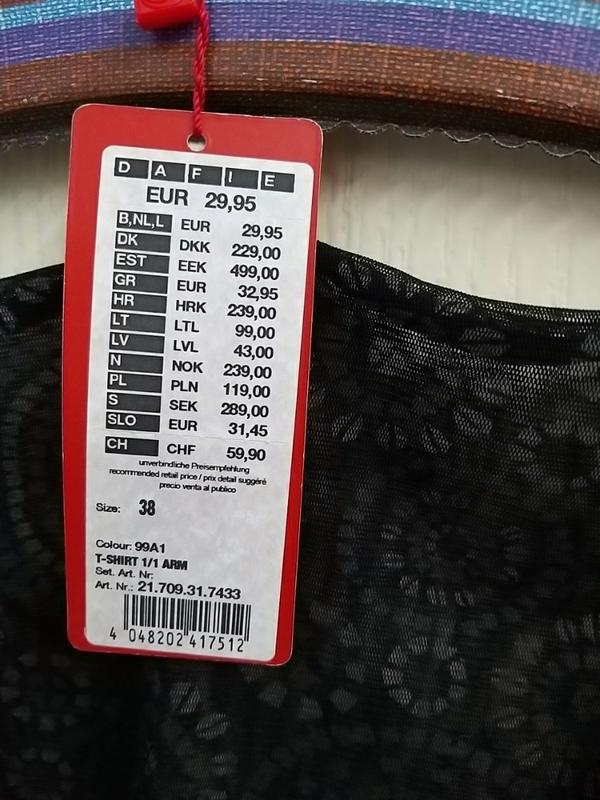 D A F I E
EUR 29,95
B,NL,L EUR 29,95
DK DKK 229,00
EST EEK 499,00
GR EUR 32,95
HR HRK 239,00
LT LTL 99,00
LV LVL 43,00
N NOK 239,00
PL PLN 119,00
S SEK 289,00
SLO EUR 31,45
CH CHF 59,90
unverbindliche Preisempfehlung
recommended retail price / prix detail suggéré
precio venta al publico
Size: 38
Colour: 99A1
T-SHIRT 1/1 ARM
Set. Art. Nr:
Art. Nr.: 21.709.31.7433
4 048202 417512